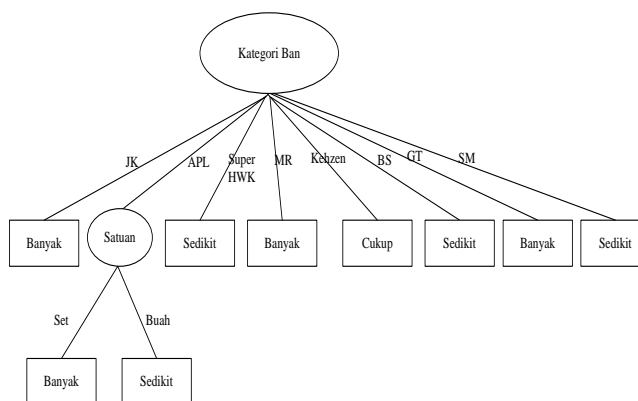 Kategori Ban
JK
APL
Super
HWK
MR
Kehzen
BS
GT
SM
Banyak
Satuan
Sedikit
Banyak
Cukup
Sedikit
Banyak
Sedikit
Set
Buah
Banyak
Sedikit